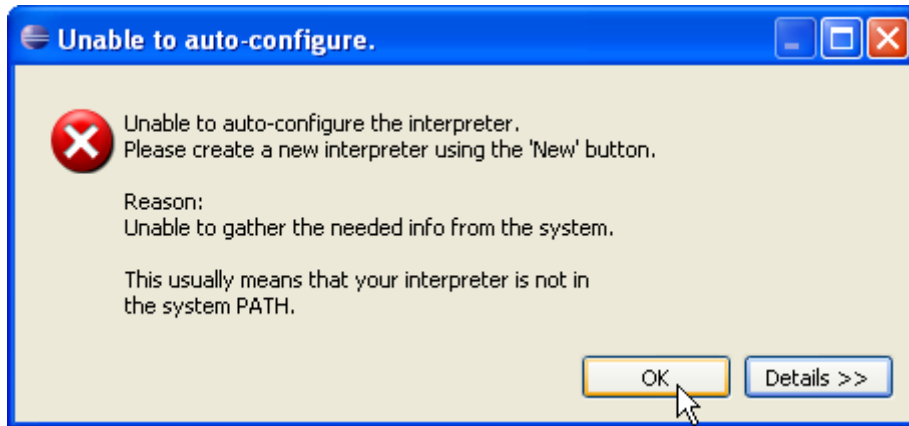 Unable to auto-configure.
Unable to auto-configure the interpreter.
Please create a new interpreter using the 'New' button.
Reason:
Unable to gather the needed info from the system.
This usually means that your interpreter is not in
the system PATH.
OK
Details >>